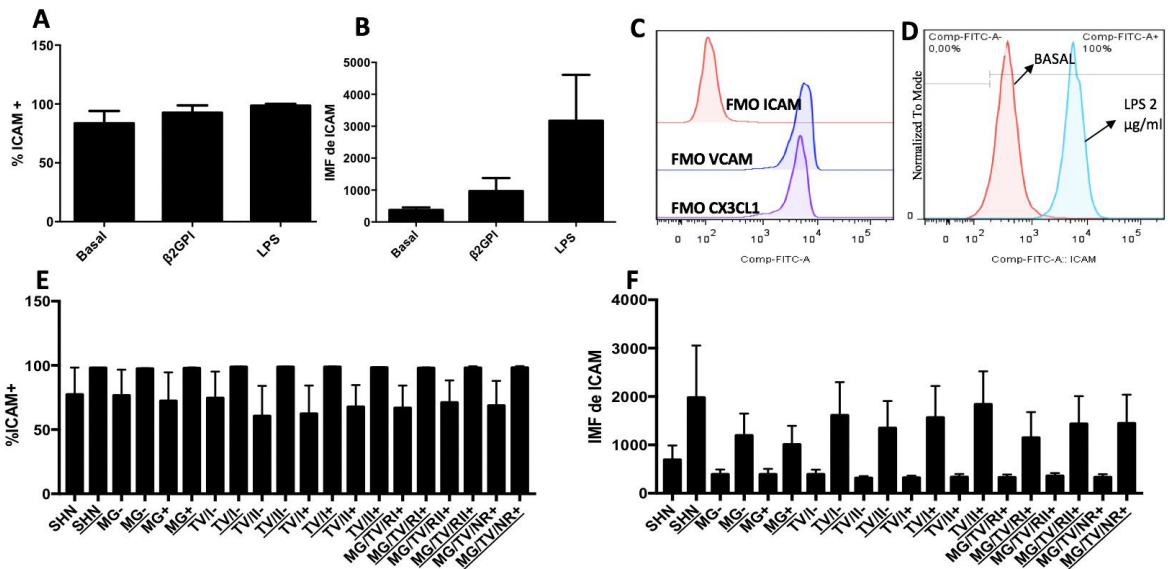 A
150
100
50
0
% ICAM +
Basal
β2GPI
LPS
B
5000
4000
3000
2000
1000
0
IMF de ICAM
Basal
β2GPI
LPS
C
FMO ICAM
FMO VCAM
FMO CX3CL1
0 10^2 10^3 10^4 10^5
Comp-FITC-A
D
Comp-FITC-A-
0,00%
Comp-FITC-A+
100%
BASAL
LPS 2
µg/ml
Normalized To Mode
0
0 10^2 10^3 10^4 10^5
Comp-FITC-A:: ICAM
E
150
100
50
0
%ICAM+
SHN
SHN
MG-
MG-
MG+
MG+
TV/I-
TV/I-
TV/II-
TV/II-
TV/I+
TV/I+
TV/II+
TV/II+
MG/TV/RI+
MG/TV/RI+
MG/TV/RII+
MG/TV/RII+
MG/TV/NR+
MG/TV/NR+
F
4000
3000
2000
1000
0
IMF de ICAM
SHN
SHN
MG-
MG-
MG+
MG+
TV/I-
TV/I-
TV/II-
TV/II-
TV/I+
TV/I+
TV/II+
TV/II+
MG/TV/RI+
MG/TV/RI+
MG/TV/RII+
MG/TV/RII+
MG/TV/NR+
MG/TV/NR+